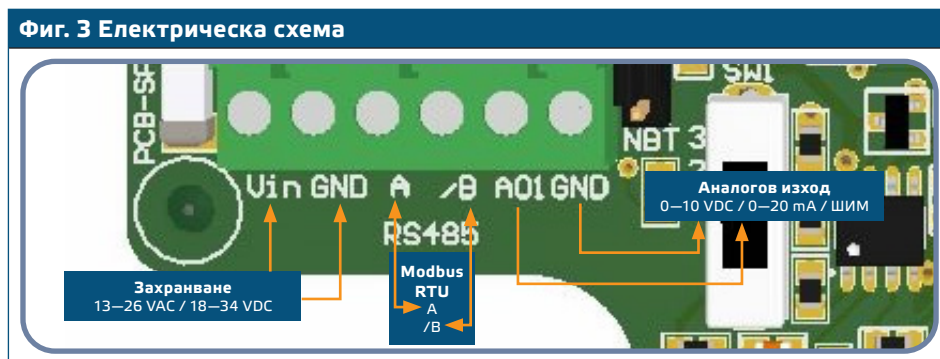 Фиг. 3 Електрическа схема
PCB-SF
SW1
NBT 3
Vin GND A /B AO1 GND
RS485
Аналогов изход
0—10 VDC / 0—20 mA / ШИМ
Захранване
13—26 VAC / 18—34 VDC
Modbus
RTU
A
/B